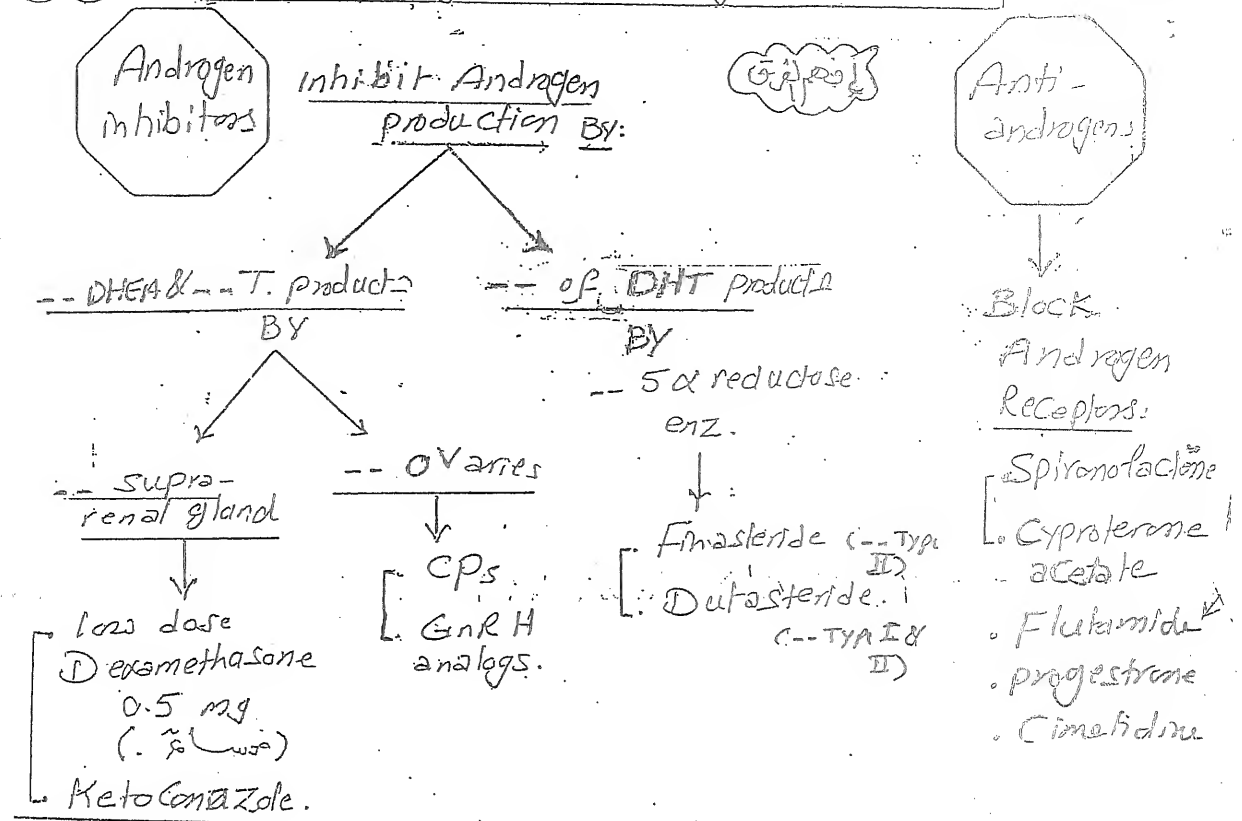 Androgen
inhibitors
inhibit Androgen
production BY:
-- DHEA & -- T. product
BY
-- supra-
renal gland
low dose
Dexamethasone
0.5 mg
Ketoconazole.
-- ovaries
CPs
GnRH
analogs.
-- of DHT product
BY
-- 5α reductase
enz.
Finasteride (-- Type
II)
Dutasteride.
(-- Type I &
II)
Anti-
androgens
Block
Androgen
Receptors:
Spironolactone
. Cyproterone
acetate
. Flutamide
. progestrone
. Cimetidine